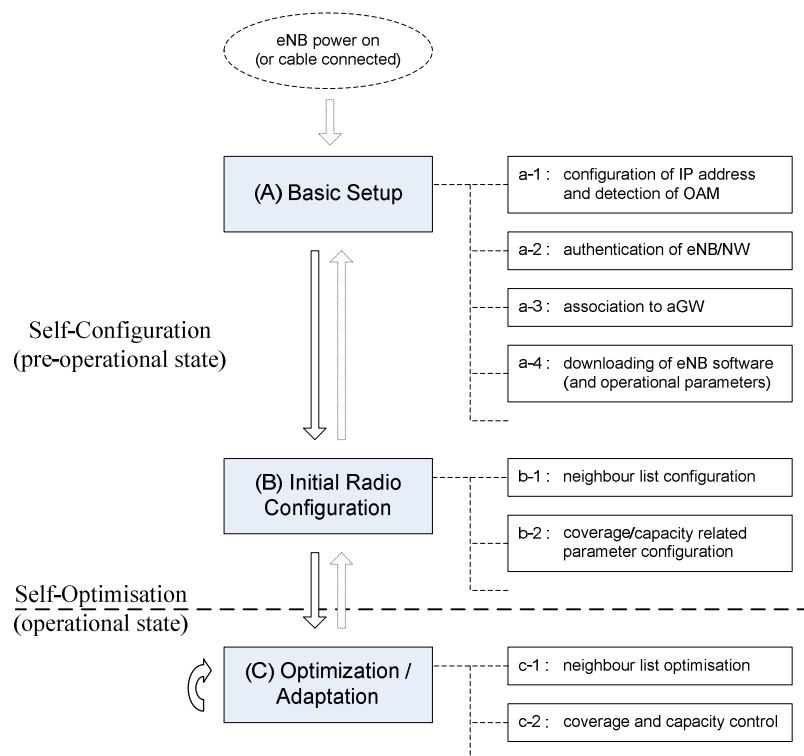 eNB power on
(or cable connected)
(A) Basic Setup
a-1 : configuration of IP address
and detection of OAM
a-2 : authentication of eNB/NW
a-3 : association to aGW
a-4 : downloading of eNB software
(and operational parameters)
Self-Configuration
(pre-operational state)
(B) Initial Radio
Configuration
b-1 : neighbour list configuration
b-2 : coverage/capacity related
parameter configuration
Self-Optimisation
(operational state)
(C) Optimization /
Adaptation
c-1 : neighbour list optimisation
c-2 : coverage and capacity control